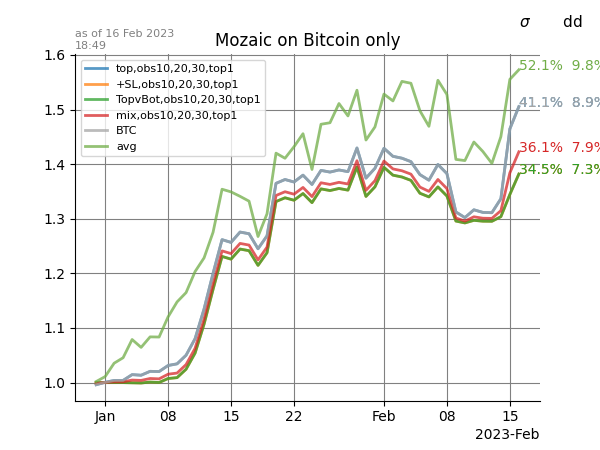 σ dd
as of 16 Feb 2023
18:49
Mozaic on Bitcoin only
1.6
1.5
1.4
1.3
1.2
1.1
1.0
top,obs10,20,30,top1
+SL,obs10,20,30,top1
TopvBot,obs10,20,30,top1
mix,obs10,20,30,top1
BTC
avg
52.1% 9.8%
41.1% 8.9%
36.1% 7.9%
34.5% 7.3%
Jan 08 15 22 Feb 08 15
2023-Feb